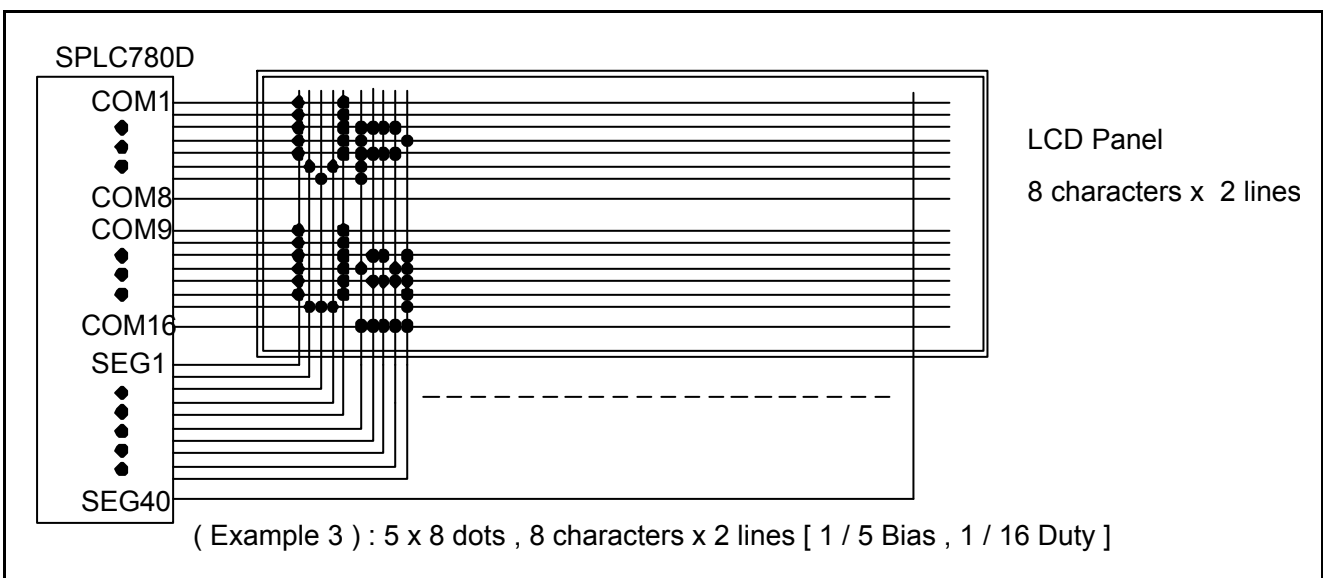 SPLC780D
COM1
COM8
COM9
COM16
SEG1
SEG40
LCD Panel
8 characters x 2 lines
( Example 3 ) : 5 x 8 dots , 8 characters x 2 lines [ 1 / 5 Bias , 1 / 16 Duty ]